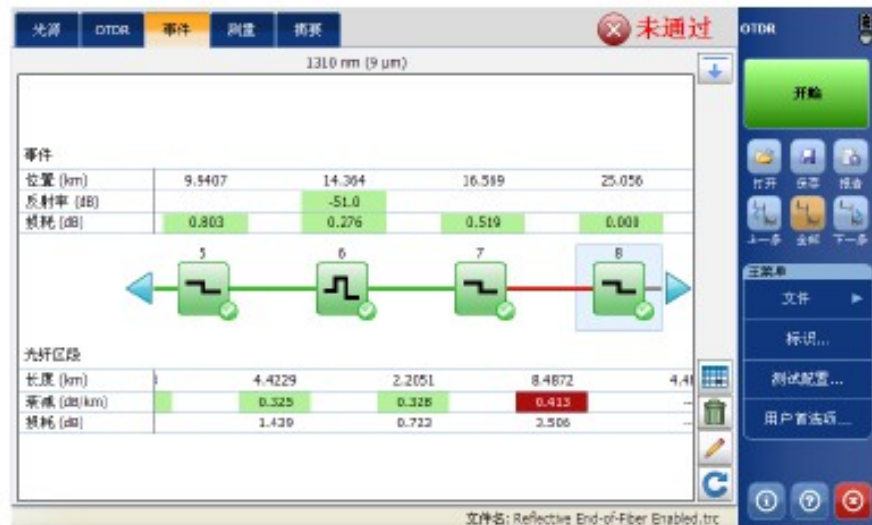 光源 OTDR 事件 测量 摘要 未通过
OTDR
1310 nm (9 µm)
开始
事件
位置 (km) 9.9407 14.364 16.569 25.056
反射率 (dB) -51.0
损耗 (dB) 0.803 0.276 0.519 0.000
打开 保存 报告
上一条 全部 下一条
5 6 7 8
主菜单
文件
标识...
测试配置...
用户首选项...
光纤区段
长度 (km) 4.4229 2.2051 8.4872
衰减 (dB/km) 0.325 0.328 0.413 --
损耗 (dB) 1.439 0.723 3.506 --
文件名: Reflective End-of-Fiber Enabled.trc